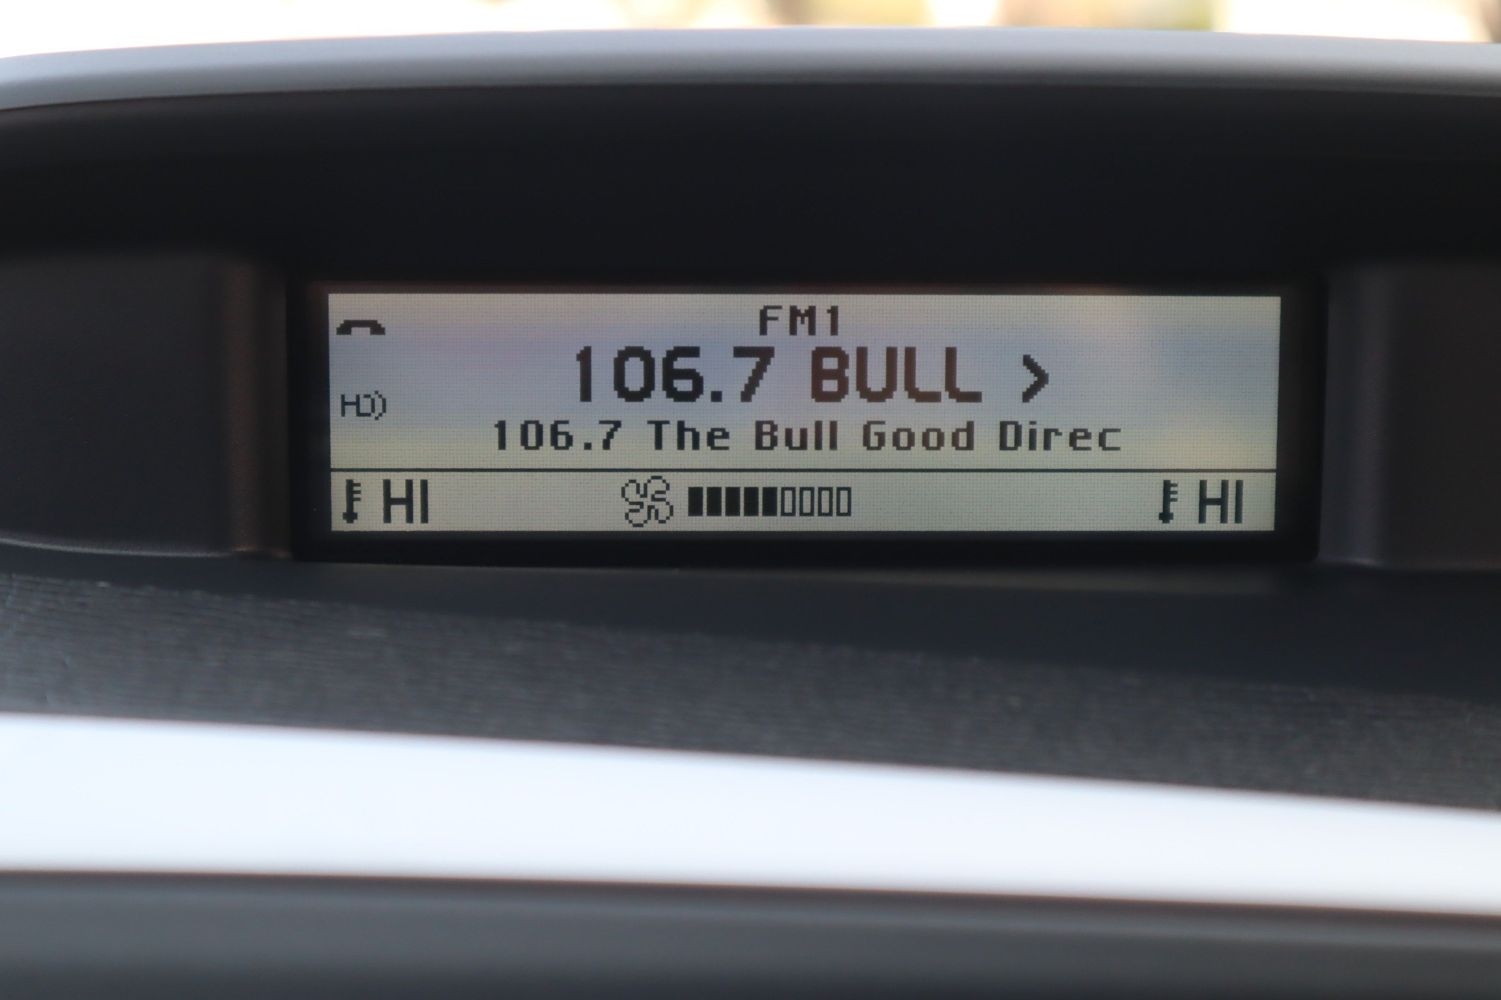 FM1
106.7 BULL >
HD)
106.7 The Bull Good Direc
HI HI